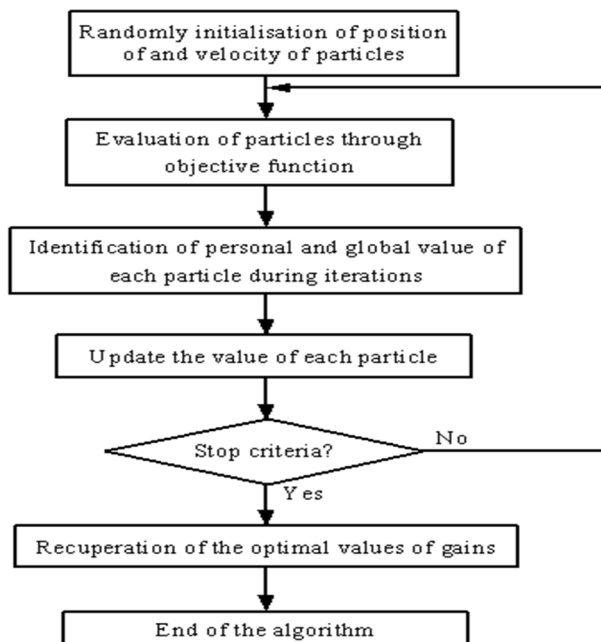 Randomly initialisation of position
of and velocity of particles
Evaluation of particles through
objective function
Identification of personal and global value of
each particle during iterations
Update the value of each particle
Stop criteria?
No
Yes
Recuperation of the optimal values of gains
End of the algorithm